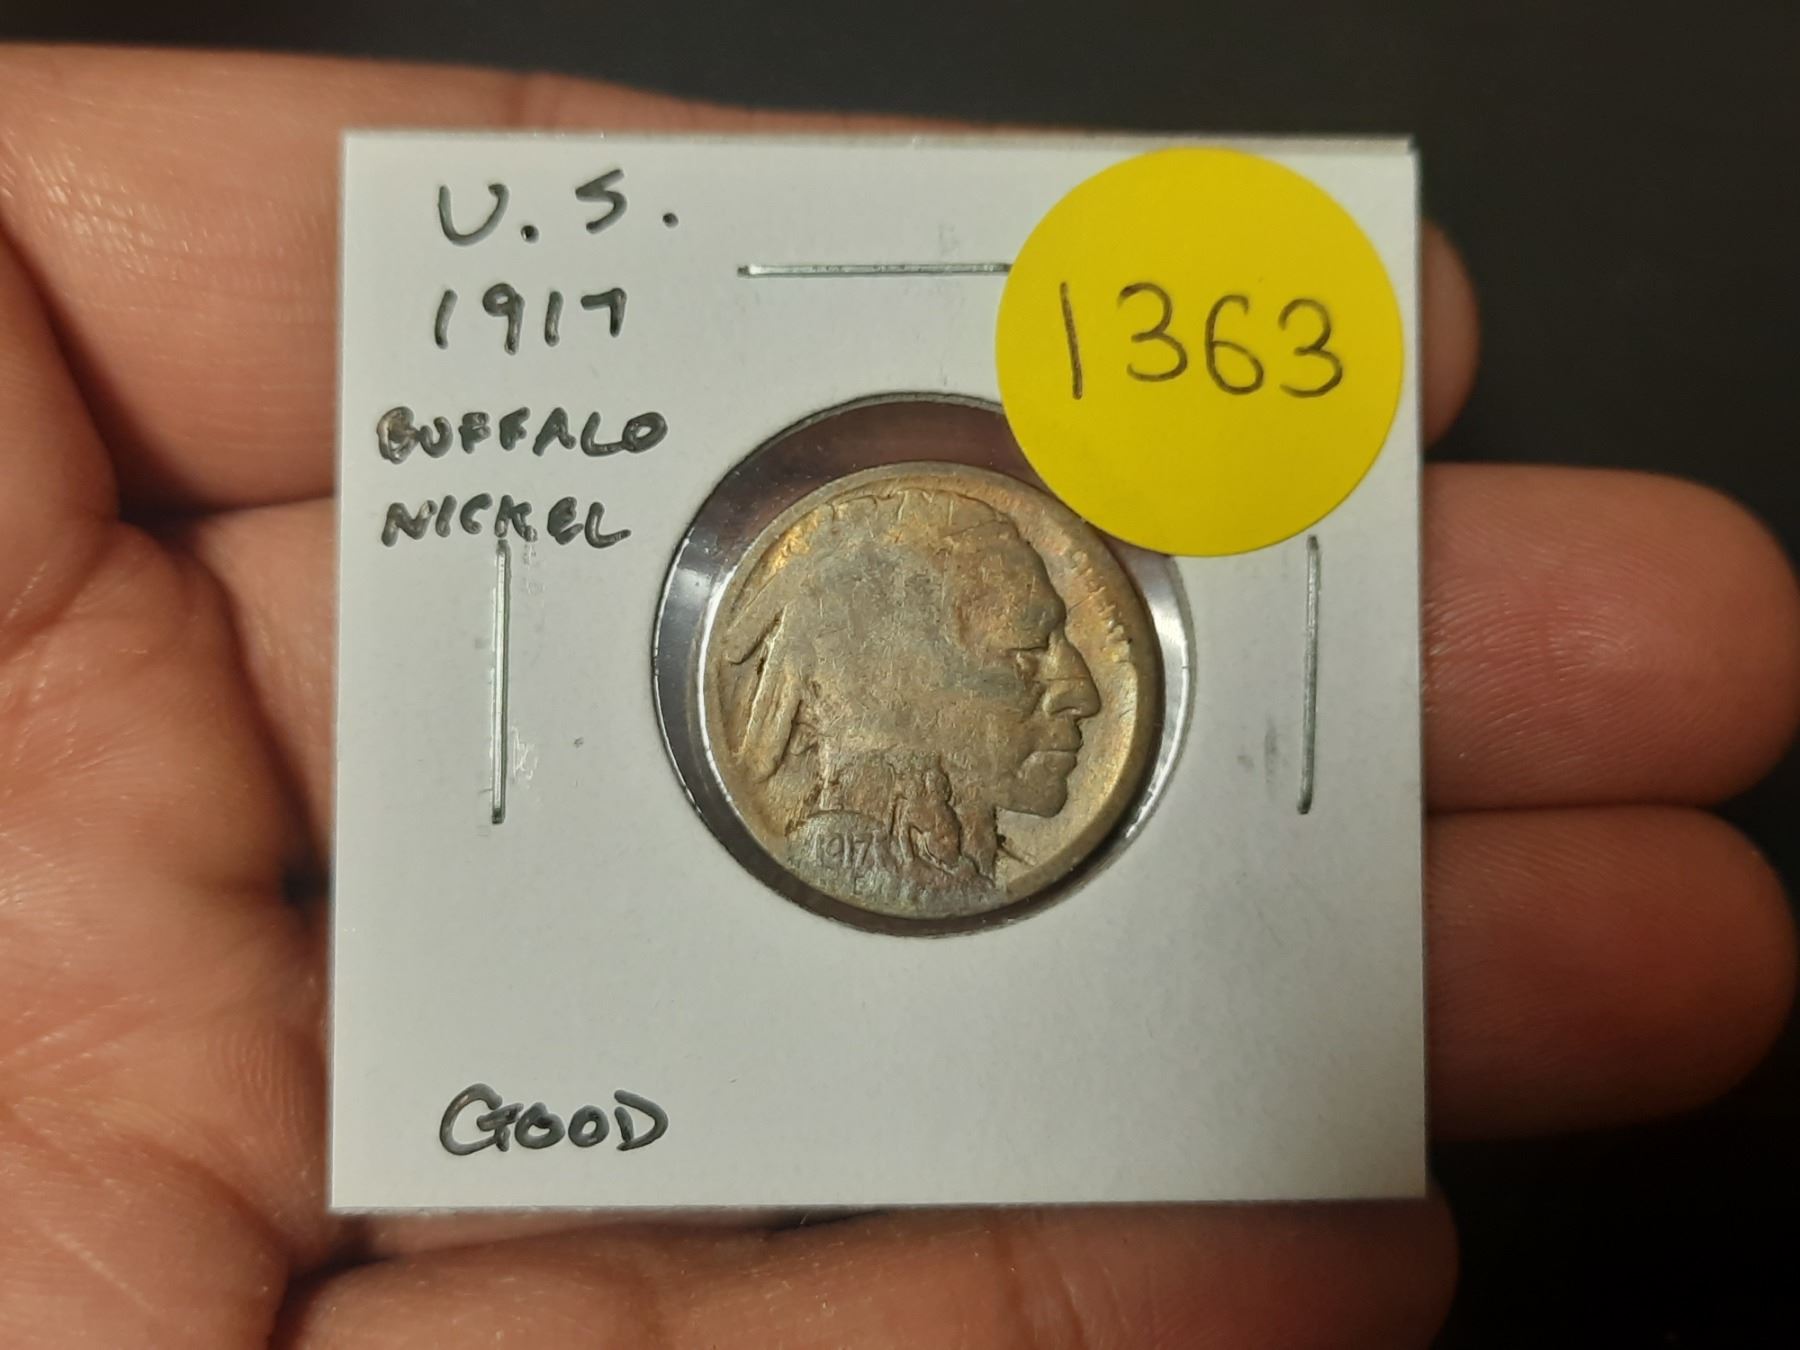 U.S.
1917
BUFFALO
NICKEL
1363
1917
GOOD